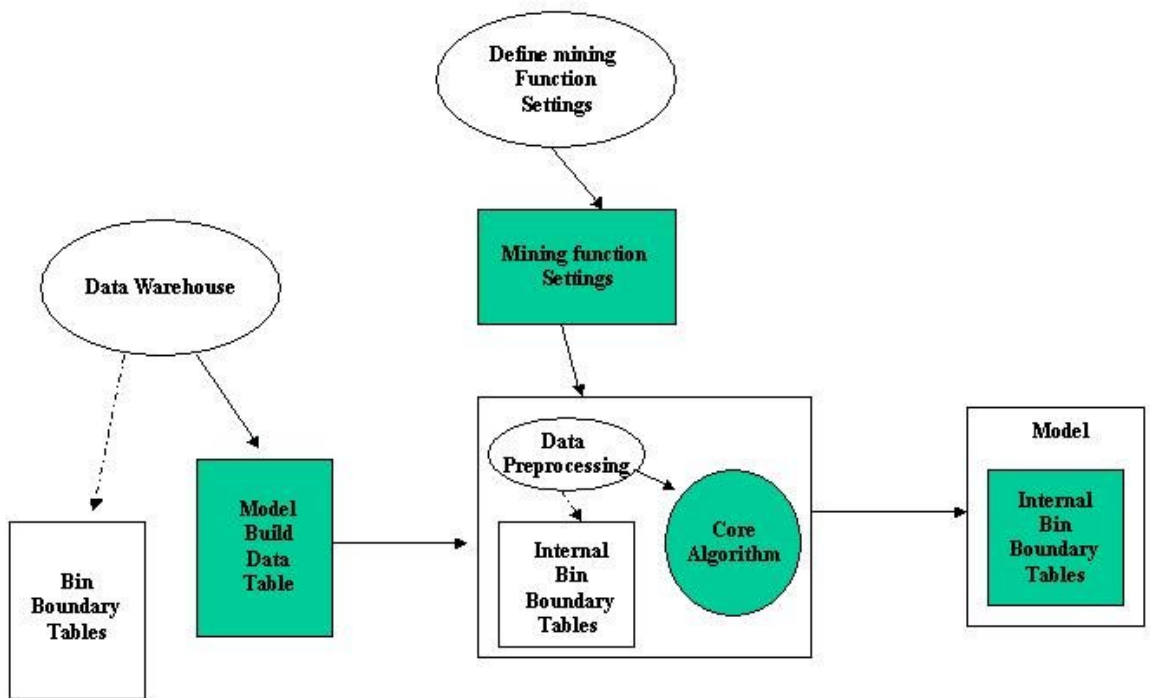 Define mining
Function
Settings
Mining function
Settings
Data Warehouse
Model
Build
Data
Table
Bin
Boundary
Tables
Data
Preprocessing
Internal
Bin
Boundary
Tables
Core
Algorithm
Model
Internal
Bin
Boundary
Tables